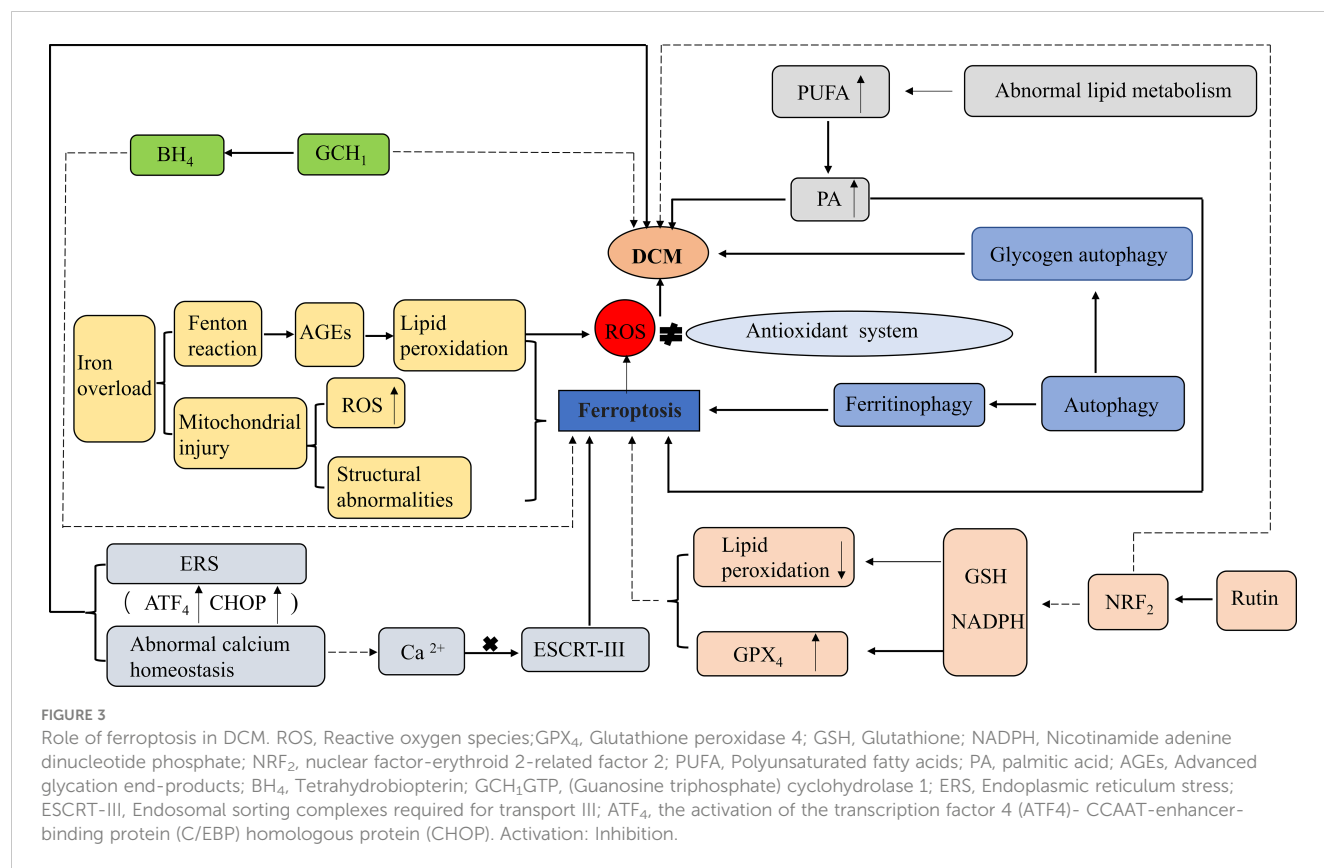 PUFA
Abnormal lipid metabolism
BH4
GCH1
PA
DCM
Glycogen autophagy
Iron
overload
Fenton
reaction
AGEs
Lipid
peroxidation
ROS
≠
Antioxidant system
Mitochondrial
injury
ROS
Structural
abnormalities
Ferroptosis
Ferritinophagy
Autophagy
ERS
( ATF4 CHOP )
Abnormal calcium
homeostasis
Ca 2+
ESCRT-III
Lipid
peroxidation
GPX4
GSH
NADPH
NRF2
Rutin
FIGURE 3
Role of ferroptosis in DCM. ROS, Reactive oxygen species;GPX4, Glutathione peroxidase 4; GSH, Glutathione; NADPH, Nicotinamide adenine
dinucleotide phosphate; NRF2, nuclear factor-erythroid 2-related factor 2; PUFA, Polyunsaturated fatty acids; PA, palmitic acid; AGEs, Advanced
glycation end-products; BH4, Tetrahydrobiopterin; GCH1GTP, (Guanosine triphosphate) cyclohydrolase 1; ERS, Endoplasmic reticulum stress;
ESCRT-III, Endosomal sorting complexes required for transport III; ATF4, the activation of the transcription factor 4 (ATF4)- CCAAT-enhancer-
binding protein (C/EBP) homologous protein (CHOP). Activation: Inhibition.